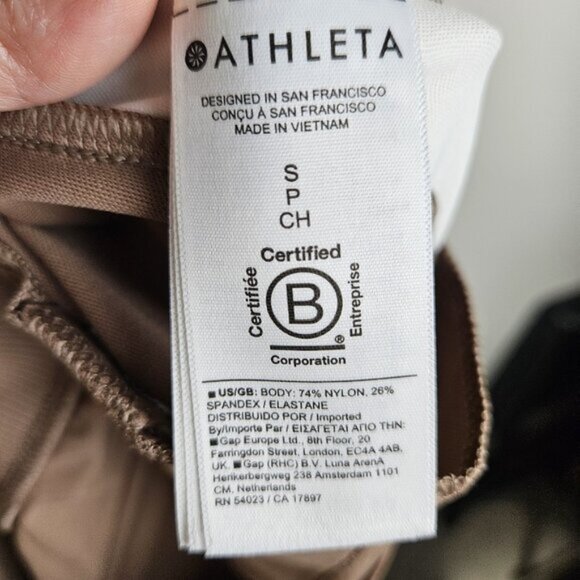 ATHLETA
DESIGNED IN SAN FRANCISCO
CONÇU À SAN FRANCISCO
MADE IN VIETNAM
S
P
CH
Certified
Certifiée
B
Entreprise
®
Corporation
■ US/GB: BODY: 74% NYLON, 26%
SPANDEX / ELASTANE
DISTRIBUIDO POR / Imported
By/Importe Par / ΕΙΣΑΓΕΤΑΙ ΑΠΟ ΤΗΝ:
■ Gap Europe Ltd., 8th Floor, 20
Farringdon Street, London, EC4A 4AB,
UK. ■ Gap (RHC) B.V. Luna ArenA
Herikerbergweg 238 Amsterdam 1101
CM. Netherlands
RN 54023 / CA 17897